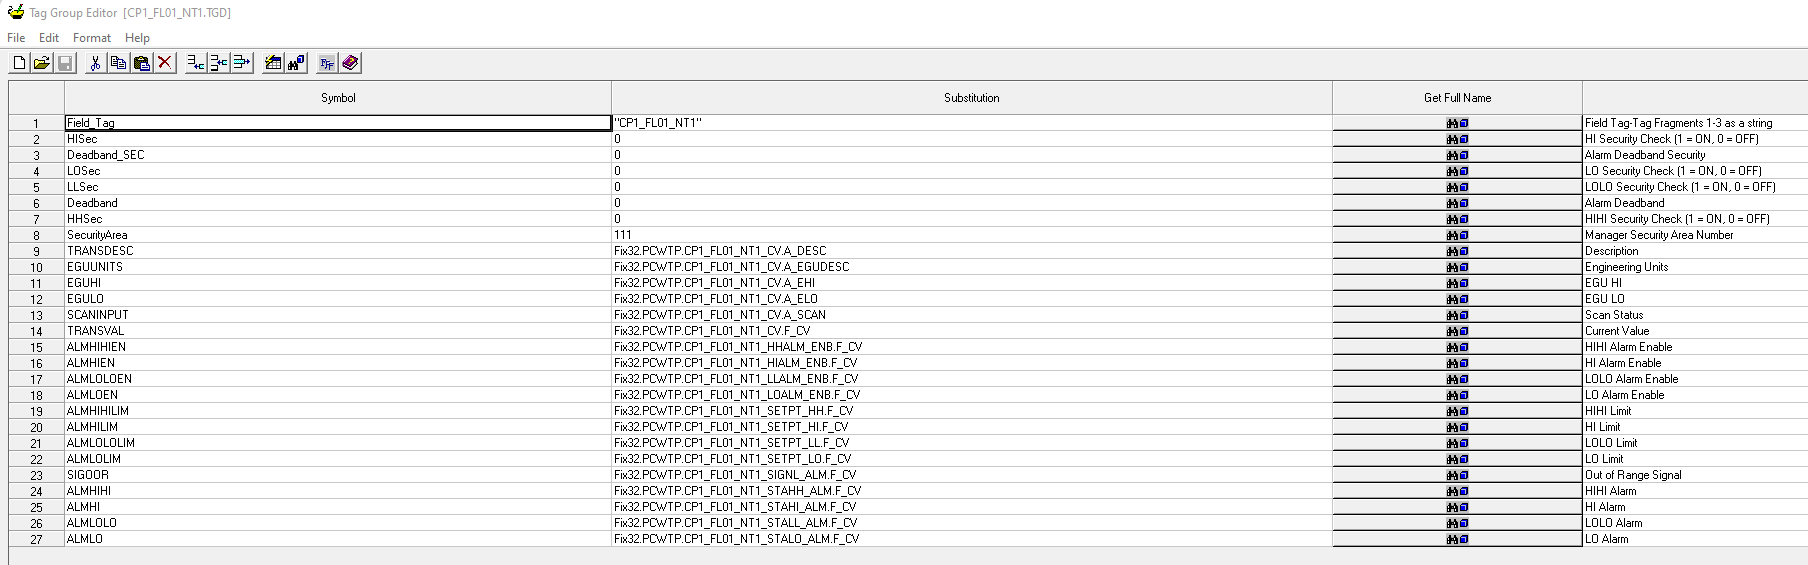 Tag Group Editor [CP1_FL01_NT1.TGD]
File Edit Format Help
Symbol Substitution Get Full Name
1 Field_Tag "CP1_FL01_NT1" Field Tag-Tag Fragments 1-3 as a string
2 HISec 0 HI Security Check (1 = ON, 0 = OFF)
3 Deadband_SEC 0 Alarm Deadband Security
4 LOSec 0 LO Security Check (1 = ON, 0 = OFF)
5 LLSec 0 LOLO Security Check (1 = ON, 0 = OFF)
6 Deadband 0 Alarm Deadband
7 HHSec 0 HIHI Security Check (1 = ON, 0 = OFF)
8 SecurityArea 111 Manager Security Area Number
9 TRANSDESC Fix32.PCWTP.CP1_FL01_NT1_CV.A_DESC Description
10 EGUUNITS Fix32.PCWTP.CP1_FL01_NT1_CV.A_EGUDESC Engineering Units
11 EGUHI Fix32.PCWTP.CP1_FL01_NT1_CV.A_EHI EGU HI
12 EGULO Fix32.PCWTP.CP1_FL01_NT1_CV.A_ELO EGU LO
13 SCANINPUT Fix32.PCWTP.CP1_FL01_NT1_CV.A_SCAN Scan Status
14 TRANSVAL Fix32.PCWTP.CP1_FL01_NT1_CV.F_CV Current Value
15 ALMHIHIEN Fix32.PCWTP.CP1_FL01_NT1_HHALM_ENB.F_CV HIHI Alarm Enable
16 ALMHIEN Fix32.PCWTP.CP1_FL01_NT1_HIALM_ENB.F_CV HI Alarm Enable
17 ALMLOLOEN Fix32.PCWTP.CP1_FL01_NT1_LLALM_ENB.F_CV LOLO Alarm Enable
18 ALMLOEN Fix32.PCWTP.CP1_FL01_NT1_LOALM_ENB.F_CV LO Alarm Enable
19 ALMHIHILIM Fix32.PCWTP.CP1_FL01_NT1_SETPT_HH.F_CV HIHI Limit
20 ALMHILIM Fix32.PCWTP.CP1_FL01_NT1_SETPT_HI.F_CV HI Limit
21 ALMLOLOLIM Fix32.PCWTP.CP1_FL01_NT1_SETPT_LL.F_CV LOLO Limit
22 ALMLOLIM Fix32.PCWTP.CP1_FL01_NT1_SETPT_LO.F_CV LO Limit
23 SIGOOR Fix32.PCWTP.CP1_FL01_NT1_SIGNL_ALM.F_CV Out of Range Signal
24 ALMHIHI Fix32.PCWTP.CP1_FL01_NT1_STAHH_ALM.F_CV HIHI Alarm
25 ALMHI Fix32.PCWTP.CP1_FL01_NT1_STAHI_ALM.F_CV HI Alarm
26 ALMLOLO Fix32.PCWTP.CP1_FL01_NT1_STALL_ALM.F_CV LOLO Alarm
27 ALMLO Fix32.PCWTP.CP1_FL01_NT1_STALO_ALM.F_CV LO Alarm